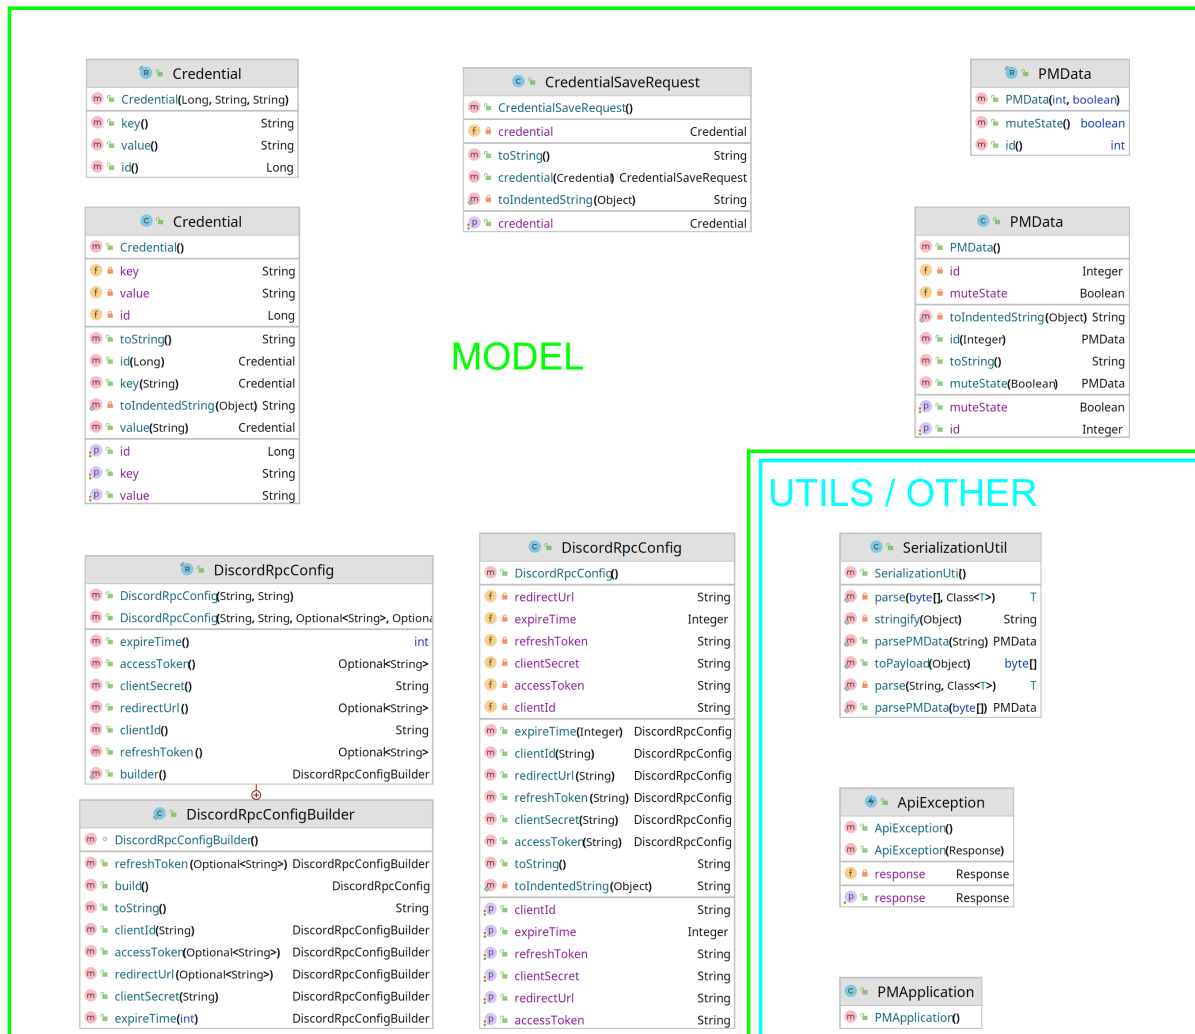 Credential
Credential(Long, String, String)
key() String
value() String
id() Long
CredentialSaveRequest
CredentialSaveRequest()
credential Credential
toString() String
credential(Credential) CredentialSaveRequest
toIndentedString(Object) String
credential Credential
PMData
PMData(int, boolean)
muteState() boolean
id() int
Credential
Credential()
key String
value String
id Long
toString() String
id(Long) Credential
key(String) Credential
toIndentedString(Object) String
value(String) Credential
id Long
key String
value String
PMData
PMData()
id Integer
muteState Boolean
toIndentedString(Object) String
id(Integer) PMData
toString() String
muteState(Boolean) PMData
muteState Boolean
id Integer
MODEL
UTILS / OTHER
DiscordRpcConfig
DiscordRpcConfig(String, String)
DiscordRpcConfig(String, String, Optional<String>, Optiona
expireTime() int
accessToken() Optional<String>
clientSecret() String
redirectUrl() Optional<String>
clientId() String
refreshToken() Optional<String>
builder() DiscordRpcConfigBuilder
DiscordRpcConfigBuilder
DiscordRpcConfigBuilder()
refreshToken(Optional<String>) DiscordRpcConfigBuilder
build() DiscordRpcConfig
toString() String
clientId(String) DiscordRpcConfigBuilder
accessToken(Optional<String>) DiscordRpcConfigBuilder
redirectUrl(Optional<String>) DiscordRpcConfigBuilder
clientSecret(String) DiscordRpcConfigBuilder
expireTime(int) DiscordRpcConfigBuilder
DiscordRpcConfig
DiscordRpcConfig()
redirectUrl String
expireTime Integer
refreshToken String
clientSecret String
accessToken String
clientId String
expireTime(Integer) DiscordRpcConfig
clientId(String) DiscordRpcConfig
redirectUrl(String) DiscordRpcConfig
refreshToken(String) DiscordRpcConfig
clientSecret(String) DiscordRpcConfig
accessToken(String) DiscordRpcConfig
toString() String
toIndentedString(Object) String
clientId String
expireTime Integer
refreshToken String
clientSecret String
redirectUrl String
accessToken String
SerializationUtil
SerializationUti()
parse(byte[], Class<T>) T
stringify(Object) String
parsePMData(String) PMData
toPayload(Object) byte[]
parse(String, Class<T>) T
parsePMData(byte[]) PMData
ApiException
ApiException()
ApiException(Response)
response Response
response Response
PMApplication
PMApplication()